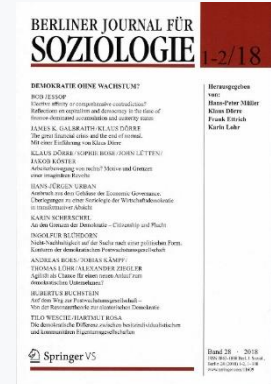 BERLINER JOURNAL FÜR
SOZIOLOGIE 1-2/18
DEMOKRATIE OHNE WACHSTUM?
BOB JESSOP
Elective affinity or comprehensive contradiction?
Reflections on capitalism and democracy in the time of
finance-dominated accumulation and austerity states
JAMES K. GALBRAITH/KLAUS DÖRRE
The great financial crisis and the end of normal.
Mit einer Einführung von Klaus Dörre
KLAUS DÖRRE/SOPHIE BOSE/JOHN LÜTTEN/
JAKOB KÖSTER
Arbeiterbewegung von rechts? Motive und Grenzen
einer imaginären Revolte
HANS-JÜRGEN URBAN
Ausbruch aus dem Gehäuse der Economic Governance.
Überlegungen zu einer Soziologie der Wirtschaftsdemokratie
in transformativer Absicht
KARIN SCHERSCHEL
An den Grenzen der Demokratie – Citizenship und Flucht
INGOLFUR BLÜHDORN
Nicht-Nachhaltigkeit auf der Suche nach einer politischen Form.
Konturen der demokratischen Postwachstumsgesellschaft
ANDREAS BOES/TOBIAS KÄMPF/
THOMAS LÜHR/ALEXANDER ZIEGLER
Agilität als Chance für einen neuen Anlauf zum
demokratischen Unternehmen?
HUBERTUS BUCHSTEIN
Auf dem Weg zur Postwachstumsgesellschaft –
Von der Ressourcen- zur aleatorischen Demokratie
TILO WESCHE/HARTMUT ROSA
Die demokratische Differenz zwischen besitzindividualistischen
und kommunitären Eigentumsgesellschaften
Herausgegeben
von:
Hans-Peter Müller
Klaus Dörre
Frank Ettrich
Karin Lohr
Springer VS
Band 28 · 2018